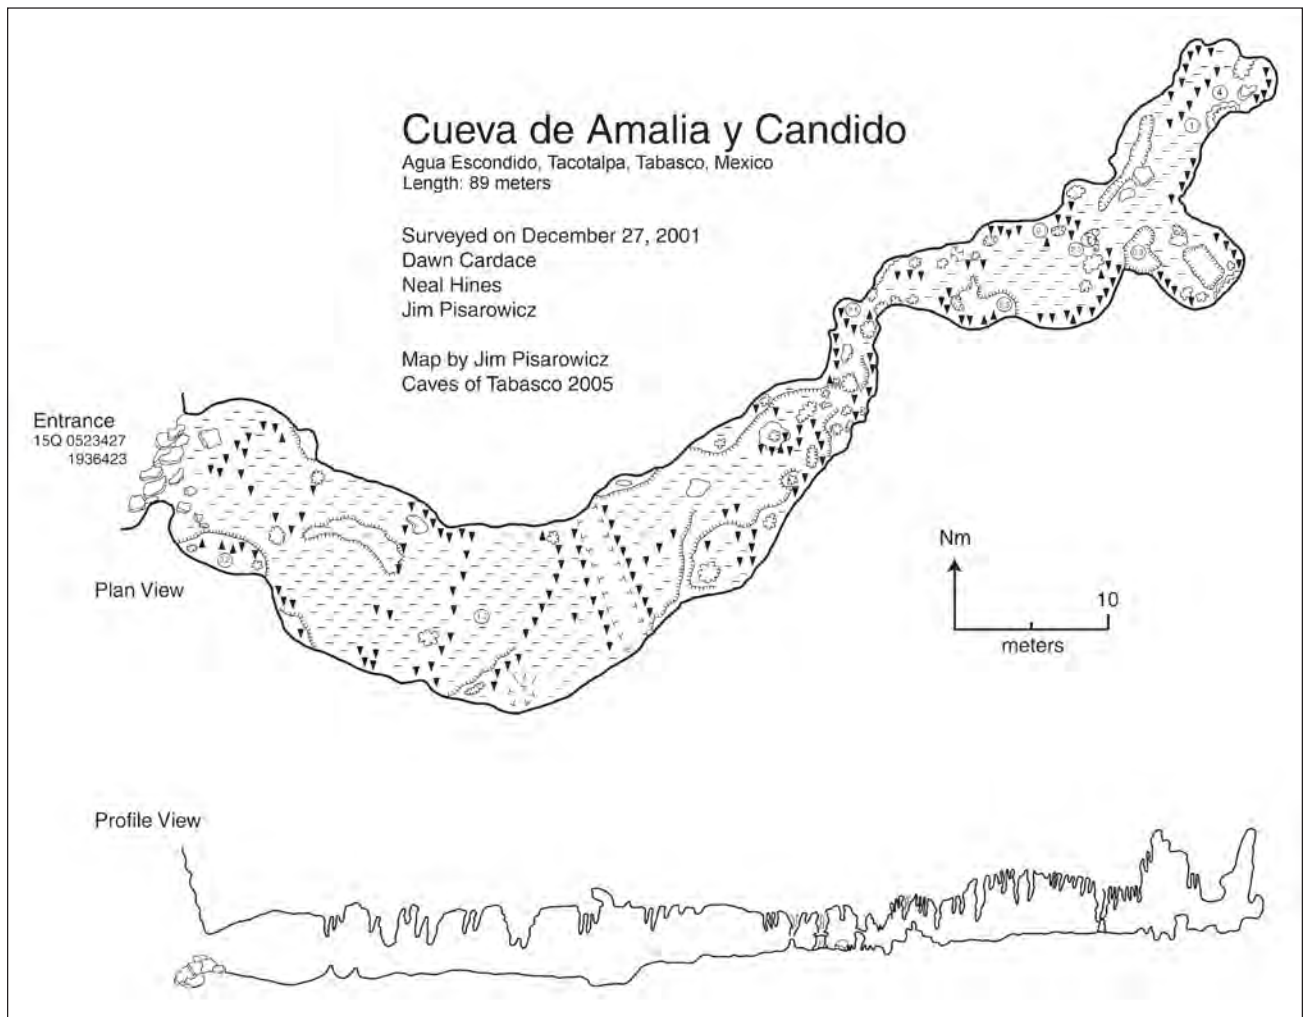 Cueva de Amalia y Candido
Agua Escondido, Tacotalpa, Tabasco, Mexico
Length: 89 meters
Surveyed on December 27, 2001
Dawn Cardace
Neal Hines
Jim Pisarowicz
Map by Jim Pisarowicz
Caves of Tabasco 2005
Entrance
15Q 0523427
1936423
Plan View
Nm
10
meters
Profile View
4
1